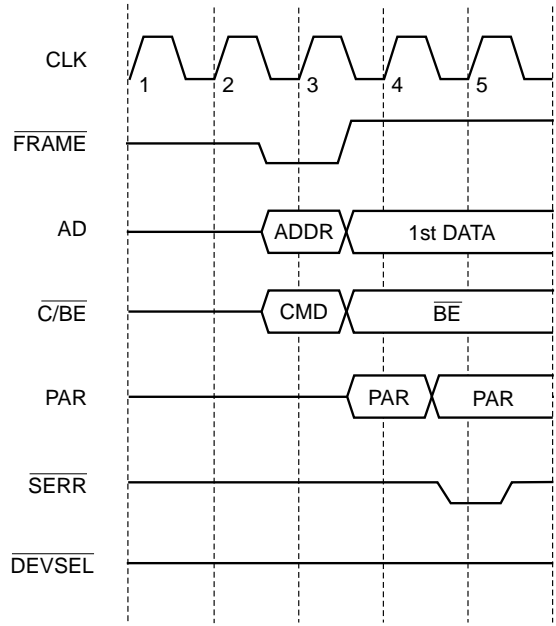 CLK
1 2 3 4 5
FRAME
AD ADDR 1st DATA
C/BE CMD BE
PAR PAR PAR
SERR
DEVSEL